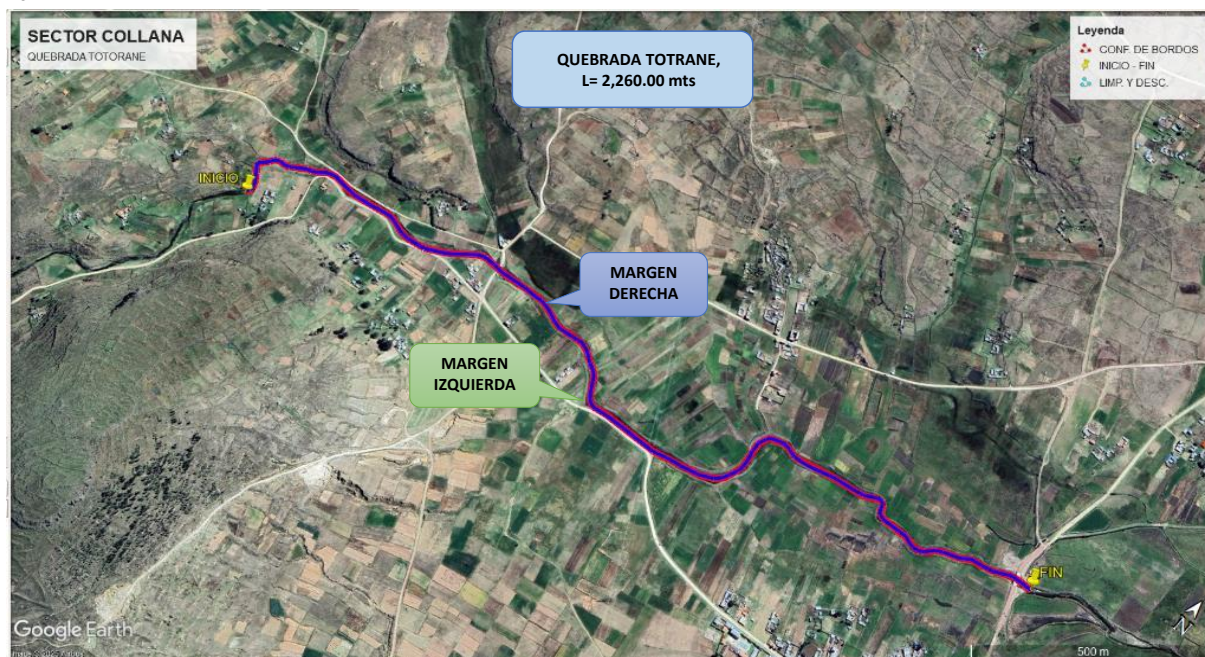 SECTOR COLLANA
QUEBRADA TOTORANE
QUEBRADA TOTRANE,
L= 2,260.00 mts
Leyenda
CONF. DE BORDOS
INICIO - FIN
LIMP. Y DESC.
INICIO
MARGEN
DERECHA
MARGEN
IZQUIERDA
FIN
Google Earth
N
500 m